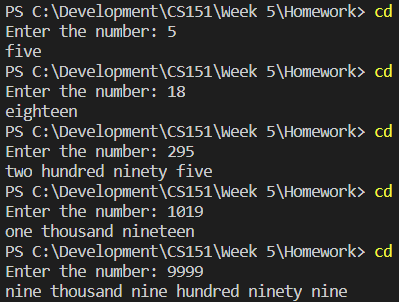 PS C:\Development\CS151\Week 5\Homework> cd
Enter the number: 5
five
PS C:\Development\CS151\Week 5\Homework> cd
Enter the number: 18
eighteen
PS C:\Development\CS151\Week 5\Homework> cd
Enter the number: 295
two hundred ninety five
PS C:\Development\CS151\Week 5\Homework> cd
Enter the number: 1019
one thousand nineteen
PS C:\Development\CS151\Week 5\Homework> cd
Enter the number: 9999
nine thousand nine hundred ninety nine